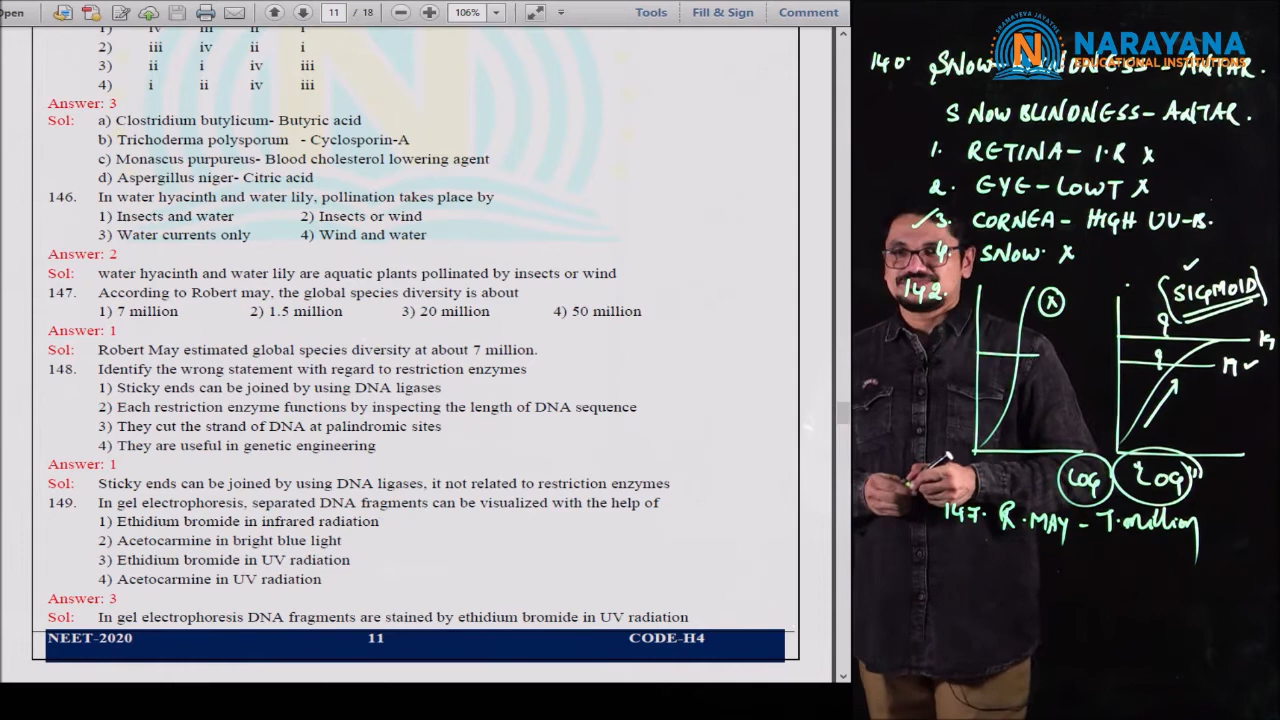 open
11 / 18
106%
Tools
Fill & Sign
Comment
1) iv iii ii i
2) iii iv ii i
3) ii i iv iii
4) i ii iv iii
Answer: 3
Sol: a) Clostridium butylicum- Butyric acid
b) Trichoderma polysporum - Cyclosporin-A
c) Monascus purpureus- Blood cholesterol lowering agent
d) Aspergillus niger- Citric acid
146. In water hyacinth and water lily, pollination takes place by
1) Insects and water 2) Insects or wind
3) Water currents only 4) Wind and water
Answer: 2
Sol: water hyacinth and water lily are aquatic plants pollinated by insects or wind
147. According to Robert may, the global species diversity is about
1) 7 million 2) 1.5 million 3) 20 million 4) 50 million
Answer: 1
Sol: Robert May estimated global species diversity at about 7 million.
148. Identify the wrong statement with regard to restriction enzymes
1) Sticky ends can be joined by using DNA ligases
2) Each restriction enzyme functions by inspecting the length of DNA sequence
3) They cut the strand of DNA at palindromic sites
4) They are useful in genetic engineering
Answer: 1
Sol: Sticky ends can be joined by using DNA ligases, it not related to restriction enzymes
149. In gel electrophoresis, separated DNA fragments can be visualized with the help of
1) Ethidium bromide in infrared radiation
2) Acetocarmine in bright blue light
3) Ethidium bromide in UV radiation
4) Acetocarmine in UV radiation
Answer: 3
Sol: In gel electrophoresis DNA fragments are stained by ethidium bromide in UV radiation
NEET-2020 11 CODE-H4
SRAMAYEVA JAYATHE
NARAYANA
EDUCATIONAL INSTITUTIONS
140. SNOW BLINDNESS - ANTAR.
SNOW BLINDNESS - ANTAR.
1. RETINA - I.R X
2. EYE - LOW T X
3. CORNEA - HIGH UV-B.
4. SNOW X
142. X
SIGMOID
LOG "LOG"
147. R. MAY - 7. million